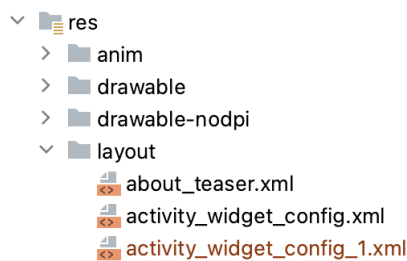 res
anim
drawable
drawable-nodpi
layout
about_teaser.xml
activity_widget_config.xml
activity_widget_config_1.xml